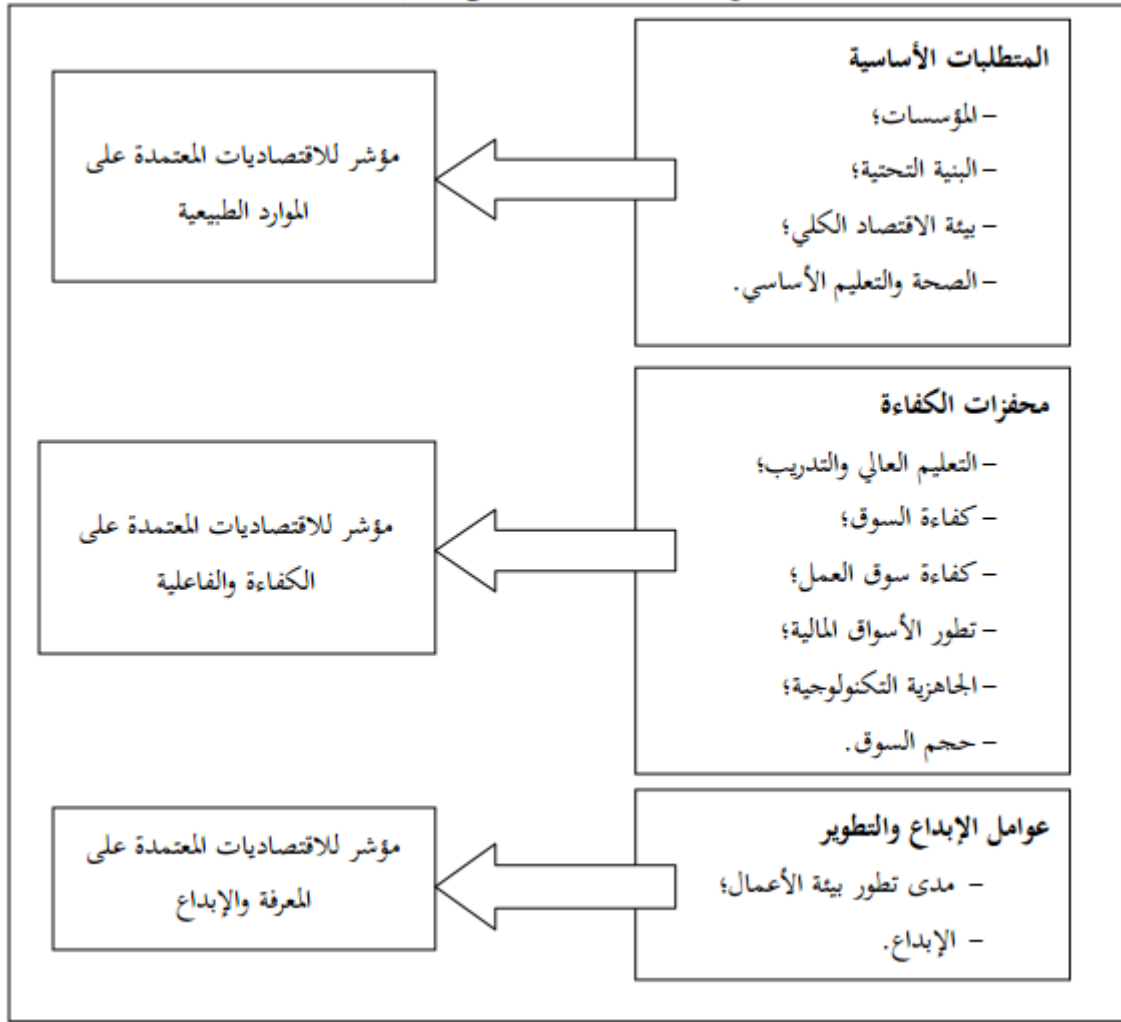 المتطلبات الأساسية
– المؤسسات؛
– البنية التحتية؛
– بيئة الاقتصاد الكلي؛
– الصحة والتعليم الأساسي.
مؤشر للاقتصاديات المعتمدة على
الموارد الطبيعية
محفزات الكفاءة
– التعليم العالي والتدريب؛
– كفاءة السوق؛
– كفاءة سوق العمل؛
– تطور الأسواق المالية؛
– الجاهزية التكنولوجية؛
– حجم السوق.
مؤشر للاقتصاديات المعتمدة على
الكفاءة والفاعلية
عوامل الإبداع والتطوير
– مدى تطور بيئة الأعمال؛
– الإبداع.
مؤشر للاقتصاديات المعتمدة على
المعرفة والإبداع